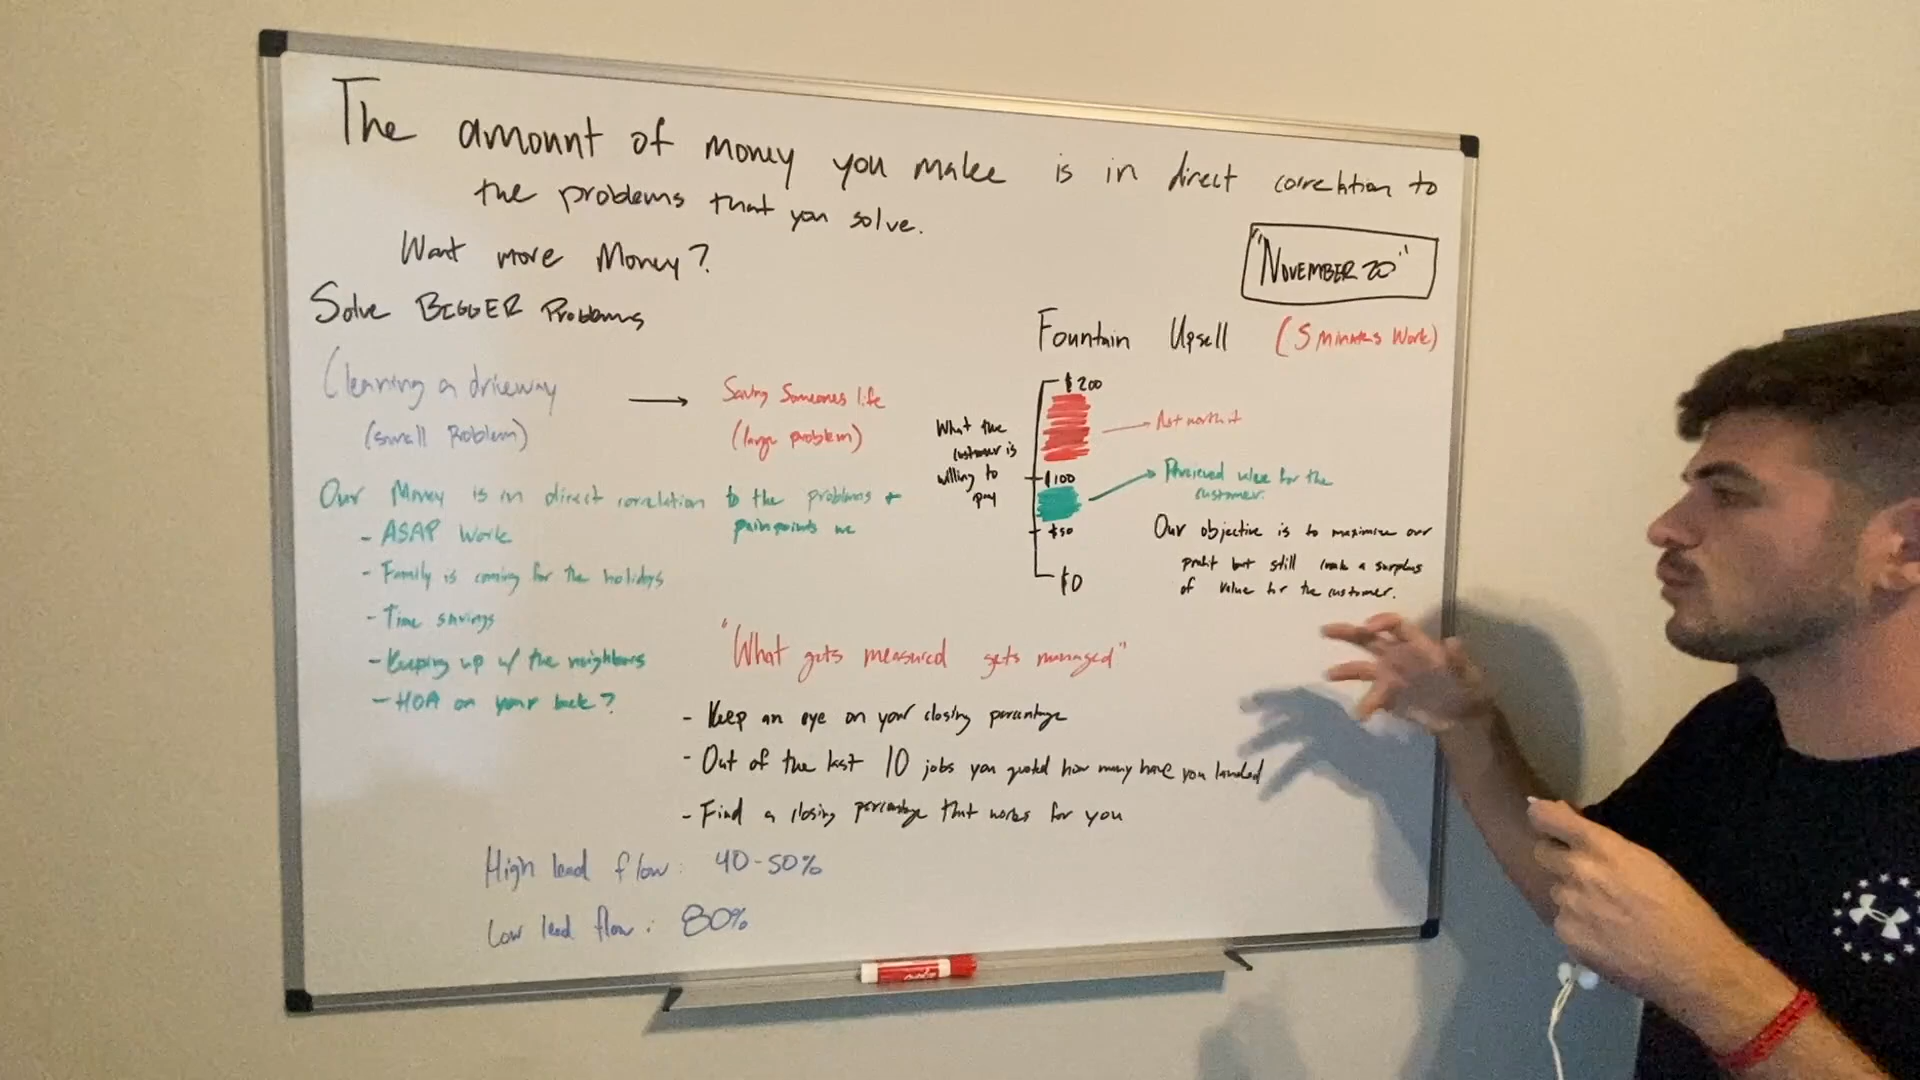 The amount of money you make is in direct correlation to
the problems that you solve.
Want more Money?
Solve BIGGER Problems
"NOVEMBER 20"
Cleaning a driveway
(small Problem)
Saving Someones life
(large problem)
Our Money is in direct correlation to the problems +
painpoints we
- ASAP Work
- Family is coming for the holidays
- Time savings
- Keeping up w/ the neighbors
- HOA on your back?
Fountain Upsell (5 minutes Work)
What the
customer is
willing to
pay
$200
$100
$50
$0
Not worth it
Percieved value for the
customer.
Our objective is to maximize our
profit but still create a surplus
of value for the customer.
"What gets measured gets managed"
- Keep an eye on your closing percentage
- Out of the last 10 jobs you quoted how many have you landed
- Find a closing percentage that works for you
High lead flow: 40-50%
Low lead flow: 80%